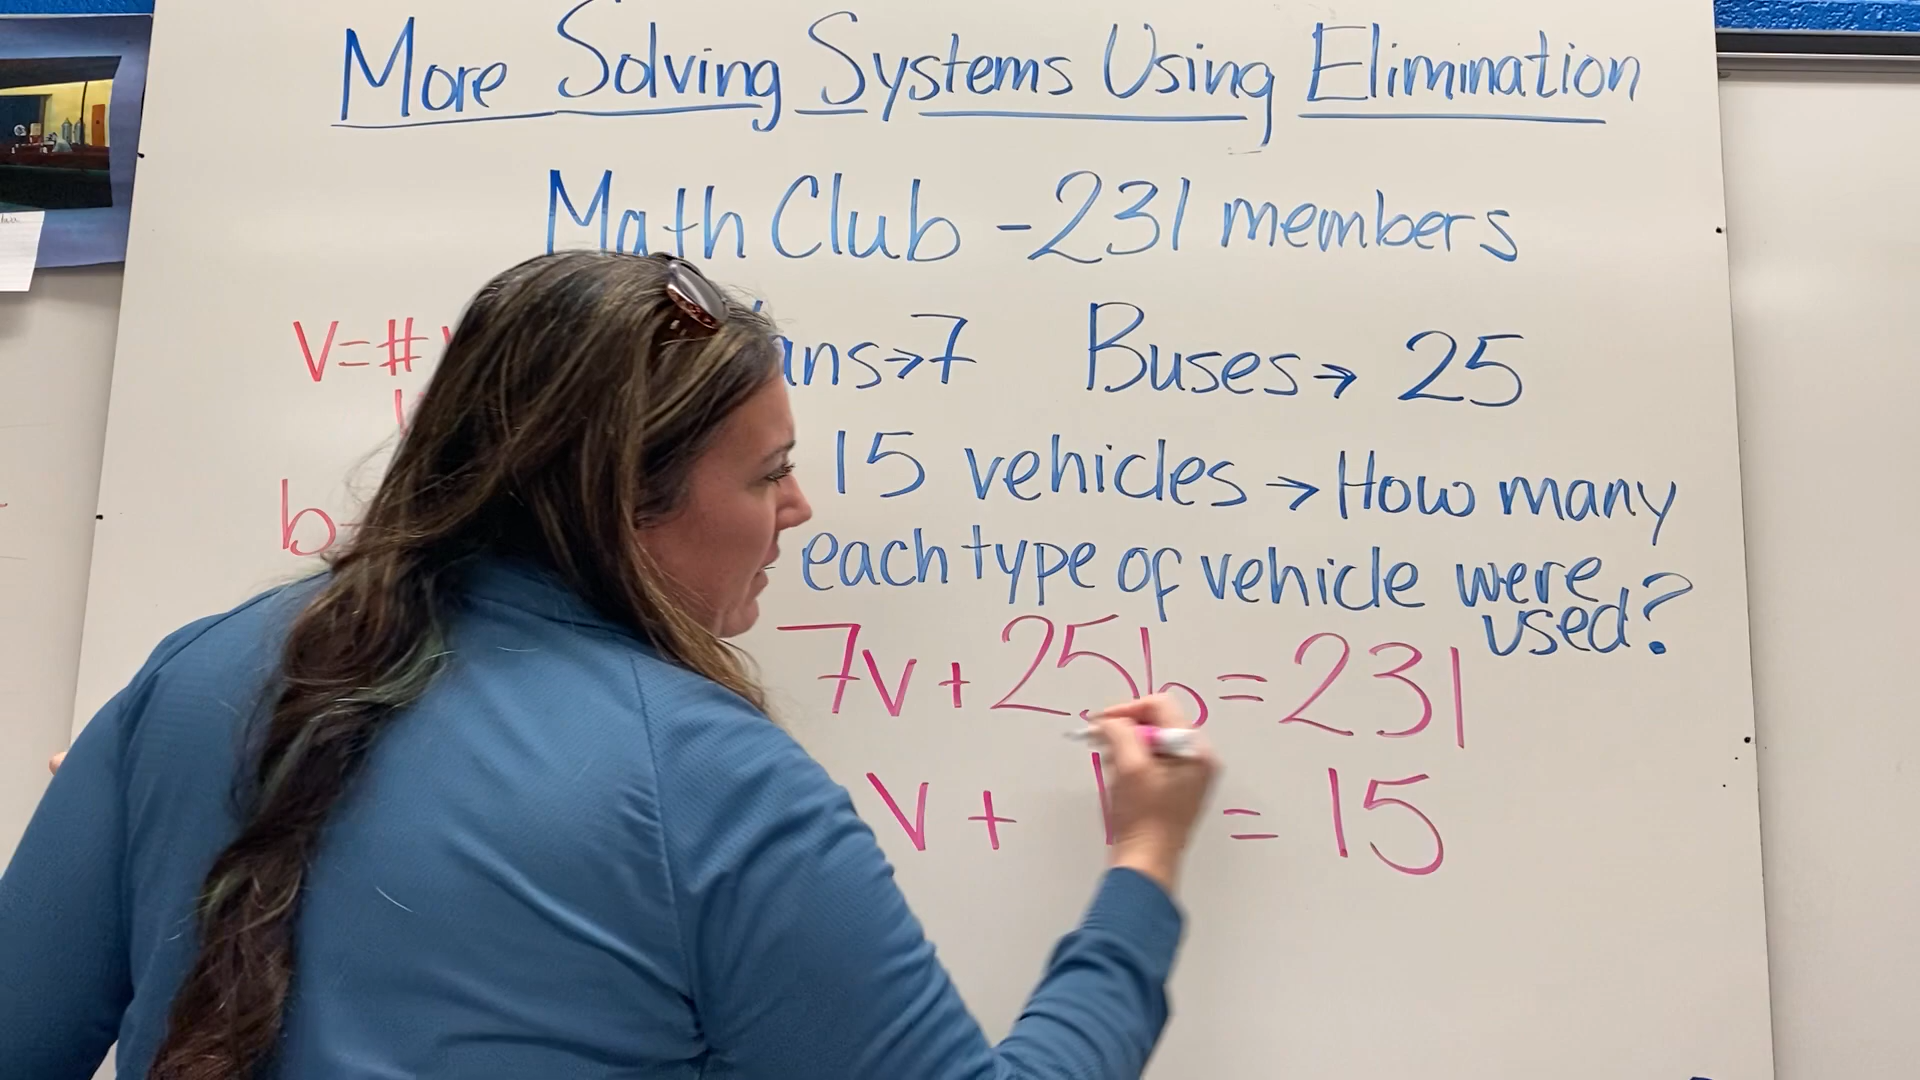 More Solving Systems Using Elimination
Math Club - 231 members
V=#
ans→7 Buses→ 25
15 vehicles → How many
b
each type of vehicle were
used?
7v + 25b = 231
v + = 15